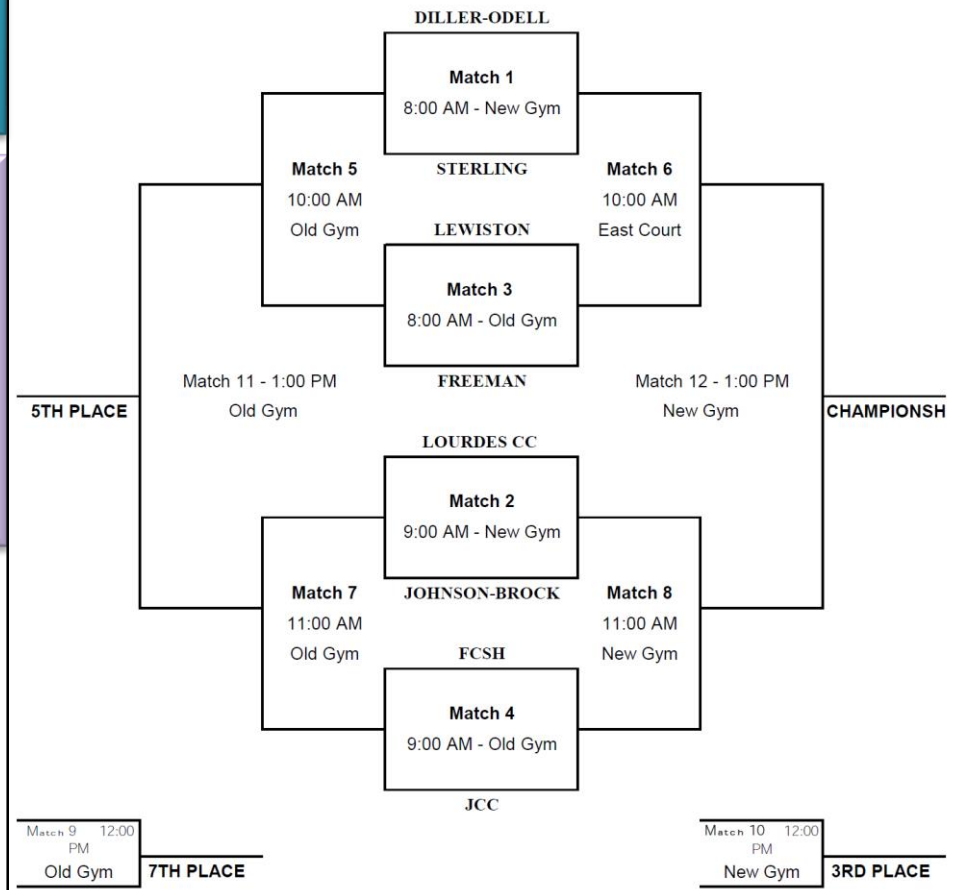 DILLER-ODELL
Match 1
8:00 AM - New Gym
STERLING
Match 5
10:00 AM
Old Gym
Match 6
10:00 AM
East Court
LEWISTON
Match 3
8:00 AM - Old Gym
FREEMAN
Match 11 - 1:00 PM
Old Gym
Match 12 - 1:00 PM
New Gym
5TH PLACE
CHAMPIONSH
LOURDES CC
Match 2
9:00 AM - New Gym
JOHNSON-BROCK
Match 7
11:00 AM
Old Gym
Match 8
11:00 AM
New Gym
FCSH
Match 4
9:00 AM - Old Gym
JCC
Match 9 12:00
PM
Old Gym
7TH PLACE
Match 10 12:00
PM
New Gym
3RD PLACE